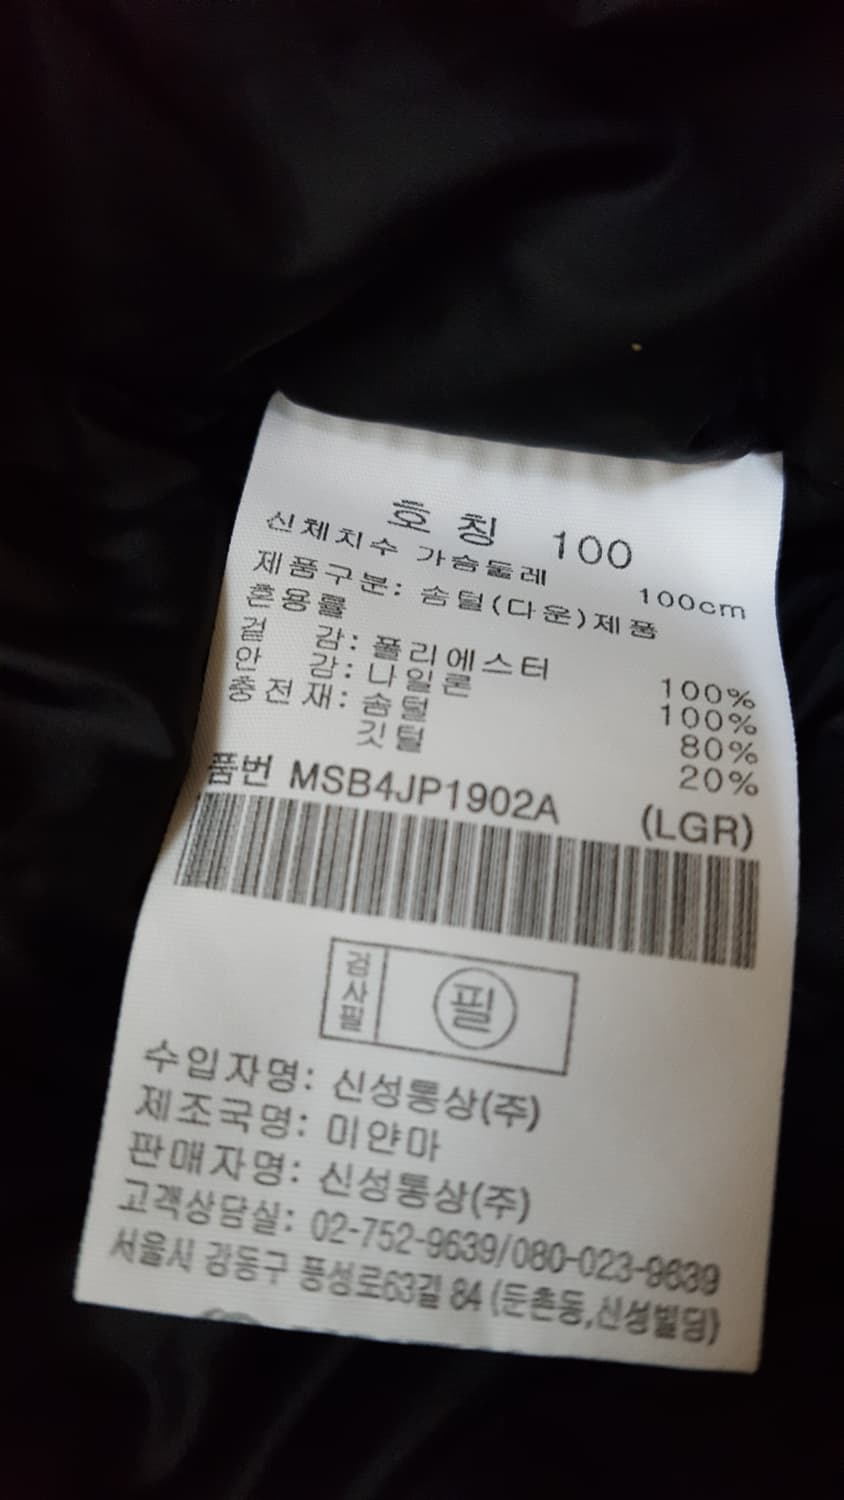 호 칭 100
신체치수 가슴둘레 100cm
제품구분: 솜털(다운)제품
혼용률
겉 감: 폴리에스터 100%
안 감: 나일론 100%
충전재: 솜털 80%
깃털 20%
품번 MSB4JP1902A (LGR)
검사필 필
수입자명: 신성통상(주)
제조국명: 미얀마
판매자명: 신성통상(주)
고객상담실: 02-752-9639/080-023-9639
서울시 강동구 풍성로63길 84 (둔촌동,신성빌딩)